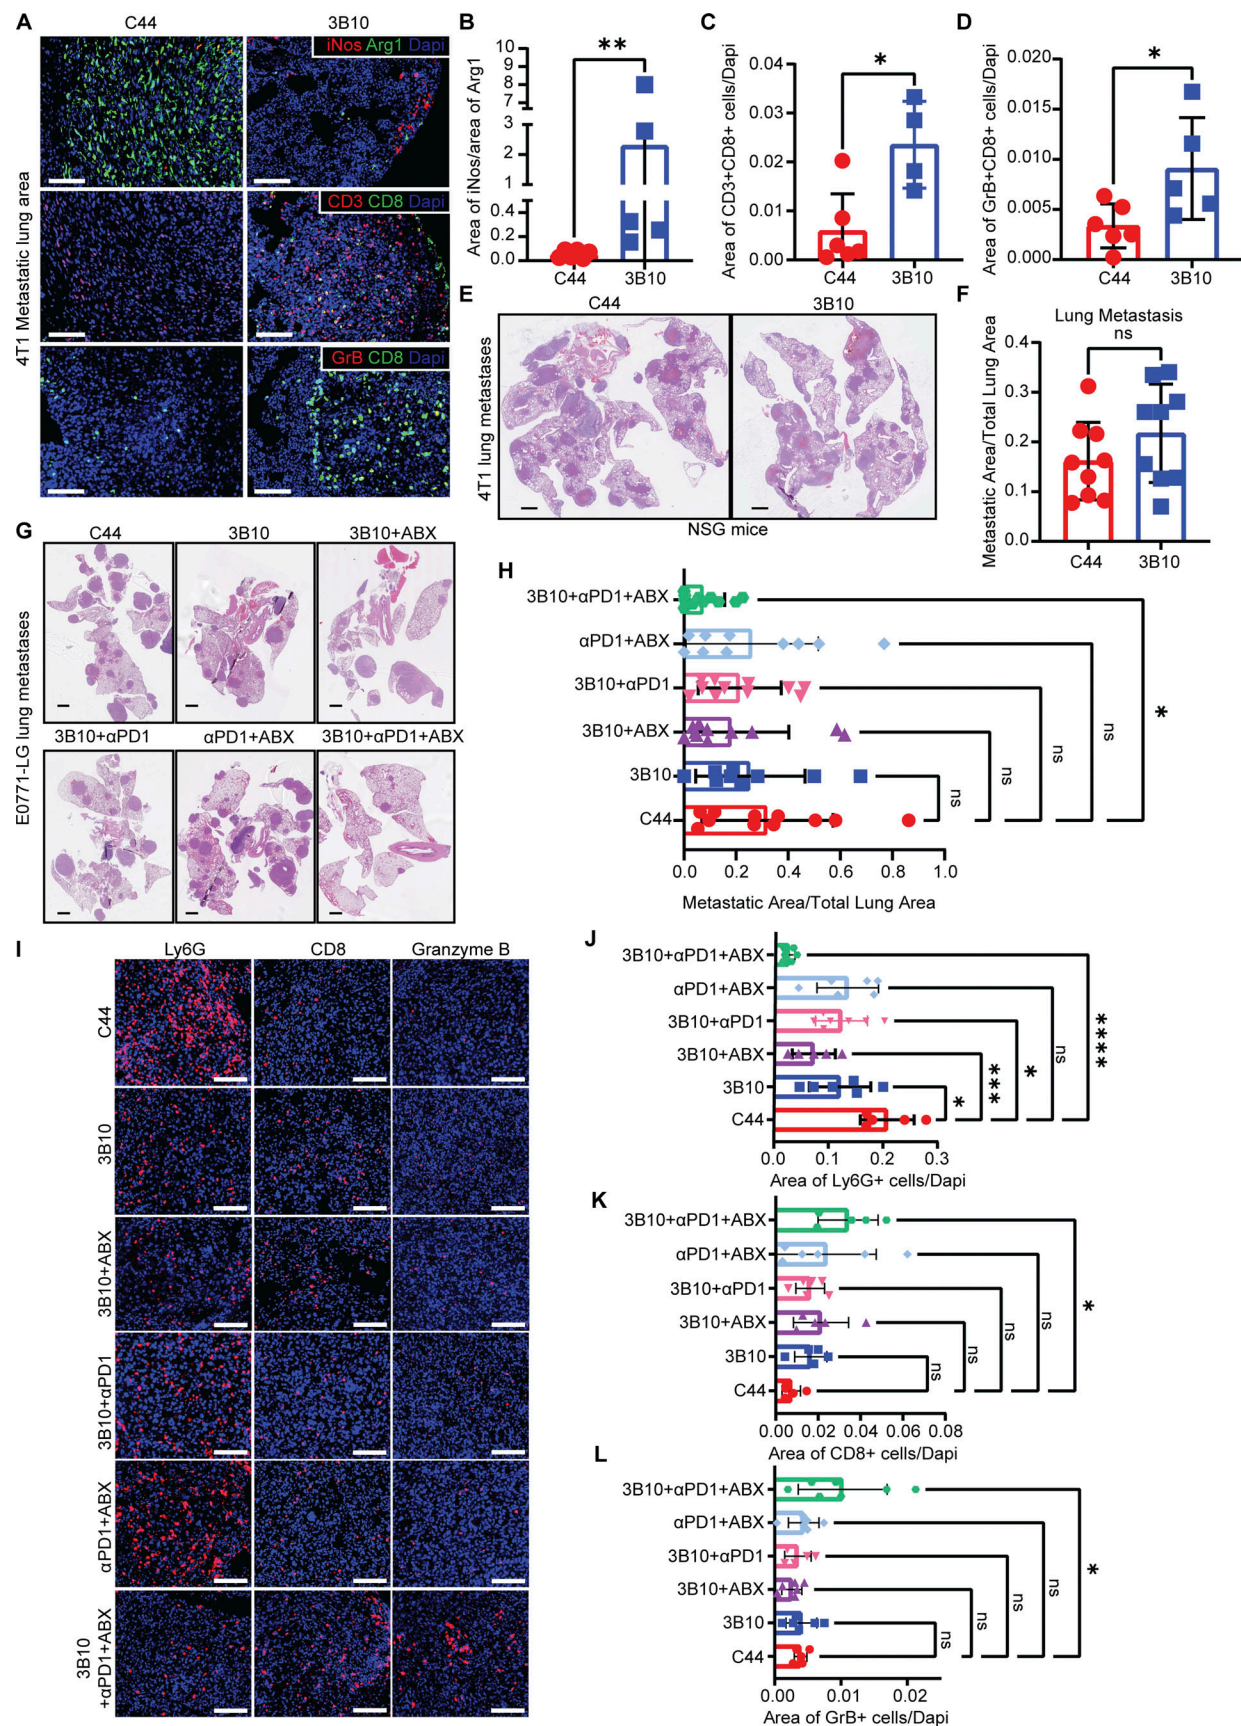 A
C44
3B10
iNos Arg1 Dapi
CD3 CD8 Dapi
GrB CD8 Dapi
4T1 Metastatic lung area
B
**
Area of iNos/area of Arg1
10
9
8
7
3
2
1
0.4
0.2
0.0
C44
3B10
C
*
Area of CD3+CD8+ cells/Dapi
0.04
0.03
0.02
0.01
0.00
C44
3B10
D
*
Area of GrB+CD8+ cells/Dapi
0.020
0.015
0.010
0.005
0.000
C44
3B10
E
C44
3B10
4T1 lung metastases
NSG mice
F
Lung Metastasis
ns
Metastatic Area/Total Lung Area
0.4
0.3
0.2
0.1
0.0
C44
3B10
G
C44
3B10
3B10+ABX
3B10+αPD1
αPD1+ABX
3B10+αPD1+ABX
E0771-LG lung metastases
H
3B10+αPD1+ABX
αPD1+ABX
3B10+αPD1
3B10+ABX
3B10
C44
ns
ns
ns
ns
*
0.0 0.2 0.4 0.6 0.8 1.0
Metastatic Area/Total Lung Area
I
Ly6G
CD8
Granzyme B
C44
3B10
3B10+ABX
3B10+αPD1
αPD1+ABX
3B10
+αPD1+ABX
J
3B10+αPD1+ABX
αPD1+ABX
3B10+αPD1
3B10+ABX
3B10
C44
*
***
*
ns
****
0.0 0.1 0.2 0.3
Area of Ly6G+ cells/Dapi
K
3B10+αPD1+ABX
αPD1+ABX
3B10+αPD1
3B10+ABX
3B10
C44
ns
ns
ns
ns
*
0.00 0.02 0.04 0.06 0.08
Area of CD8+ cells/Dapi
L
3B10+αPD1+ABX
αPD1+ABX
3B10+αPD1
3B10+ABX
3B10
C44
ns
ns
ns
ns
*
0.00 0.01 0.02
Area of GrB+ cells/Dapi